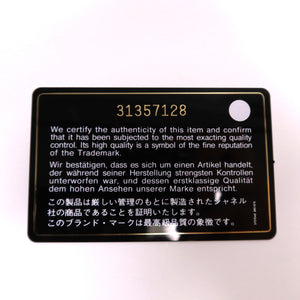 31357128
We certify the authenticity of this item and confirm
that it has been subjected to the most exacting quality
control. Its high quality is a symbol of the fine reputation
of the Trademark.
Wir bestätigen, dass es sich um einen Artikel handelt,
der während seiner Herstellung strengsten Kontrollen
unterworfen war, und dessen erstklassige Qualität
dem hohen Ansehen unserer Marke entspricht.
この製品は厳しい管理のもとに製造されたシャネル
社の商品であることを証明いたします。
このブランド・マークは最高級品質の象徴です。